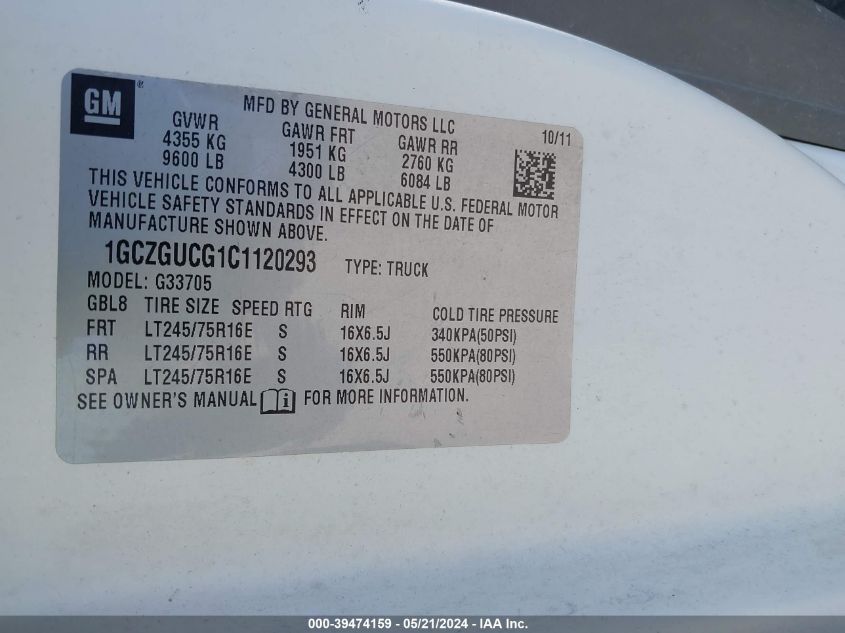 GM®
MFD BY GENERAL MOTORS LLC
10/11
GVWR GAWR FRT GAWR RR
4355 KG 1951 KG 2760 KG
9600 LB 4300 LB 6084 LB
THIS VEHICLE CONFORMS TO ALL APPLICABLE U.S. FEDERAL MOTOR
VEHICLE SAFETY STANDARDS IN EFFECT ON THE DATE OF
MANUFACTURE SHOWN ABOVE.
1GCZGUCG1C1120293 TYPE: TRUCK
MODEL: G33705
GBL8 TIRE SIZE SPEED RTG RIM COLD TIRE PRESSURE
FRT LT245/75R16E S 16X6.5J 340KPA(50PSI)
RR LT245/75R16E S 16X6.5J 550KPA(80PSI)
SPA LT245/75R16E S 16X6.5J 550KPA(80PSI)
SEE OWNER'S MANUAL i FOR MORE INFORMATION.
000-39474159 - 05/21/2024 - IAA Inc.